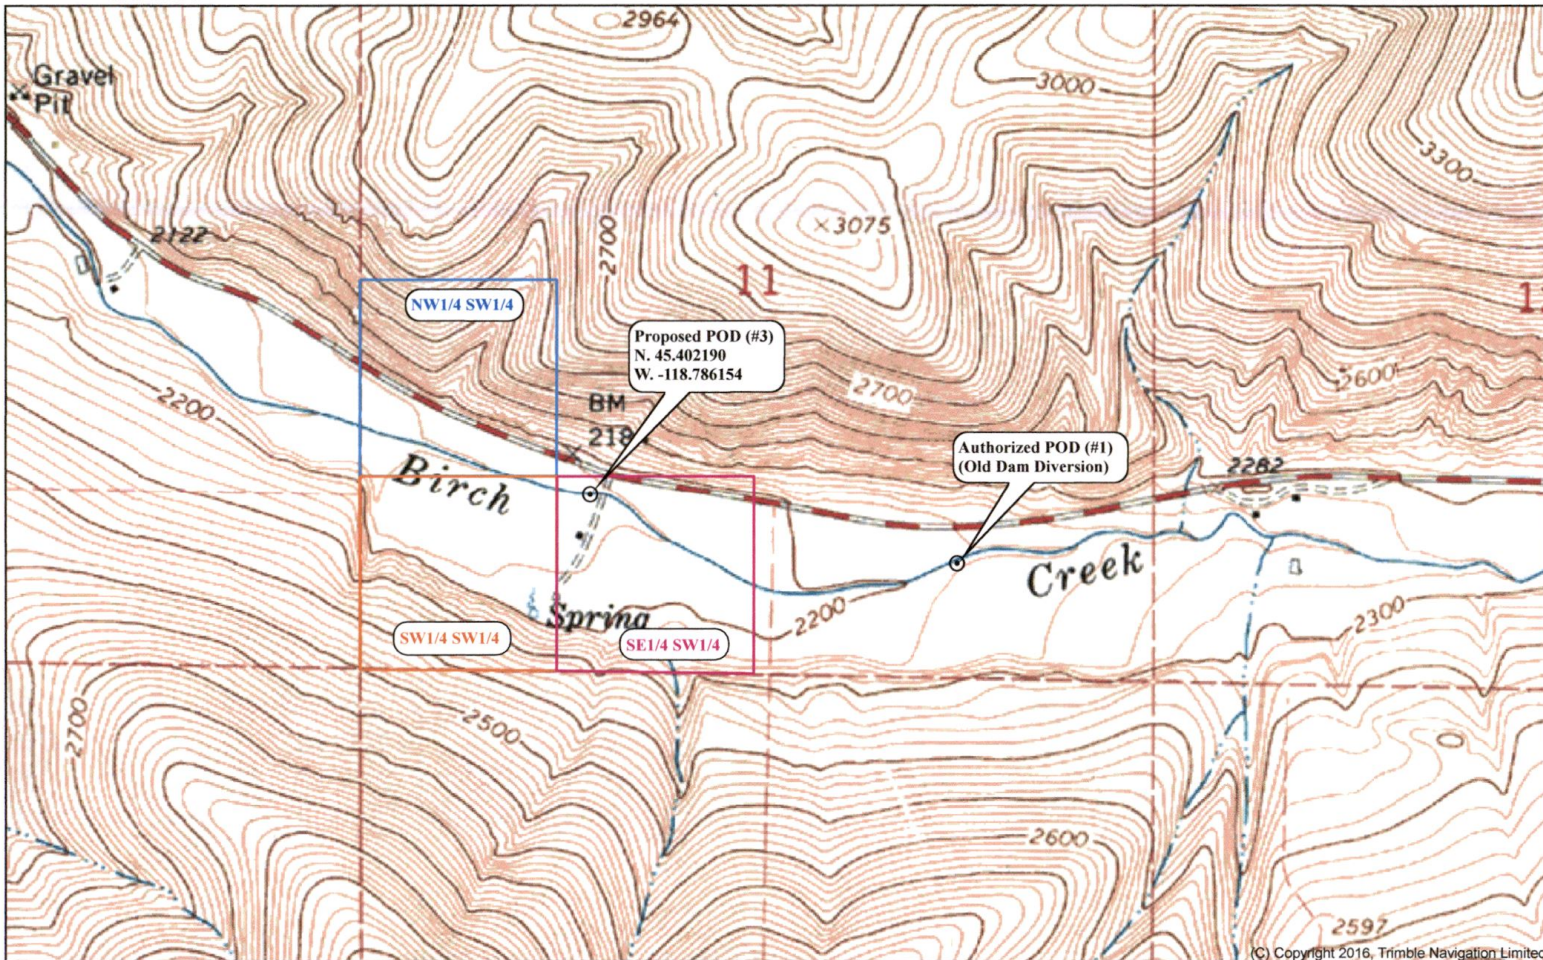 2964
Gravel
Pit
3000
3300
3075
2122
2700
11
NW1/4 SW1/4
Proposed POD (#3)
N. 45.402190
W. -118.786154
2200
2700
2600
BM
218
Birch
Authorized POD (#1)
(Old Dam Diversion)
2282
Creek
Spring
2200
2300
SW1/4 SW1/4
SE1/4 SW1/4
2700
2500
2600
2597
(C) Copyright 2016, Trimble Navigation Limited